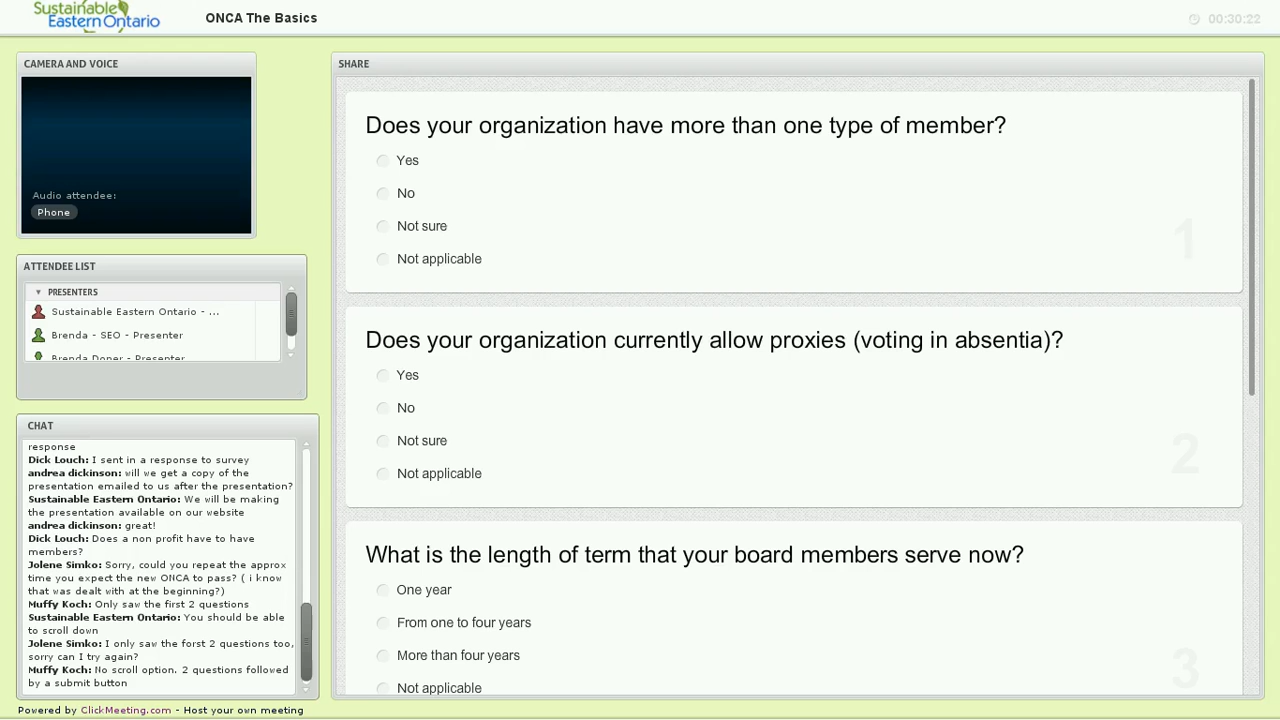 Sustainable
Eastern Ontario
ONCA The Basics
00:30:22
CAMERA AND VOICE
Audio attendee:
Phone
ATTENDEE LIST
PRESENTERS
Sustainable Eastern Ontario - ...
Brenda - SEO - Presenter
Brenda Doner - Presenter
CHAT
response
Dick Louch: I sent in a response to survey
andrea dickinson: will we get a copy of the
presentation emailed to us after the presentation?
Sustainable Eastern Ontario: We will be making
the presentation available on our website
andrea dickinson: great!
Dick Louch: Does a non profit have to have
members?
Jolene Simko: Sorry, could you repeat the approx
time you expect the new ONCA to pass? ( i know
that was dealt with at the beginning?)
Muffy Koch: Only saw the first 2 questions
Sustainable Eastern Ontario: You should be able
to scroll down
Jolene Simko: I only saw the forst 2 questions too,
sorry can I try again?
Muffy Koch: No scroll option. 2 questions followed
by a submit button
Powered by ClickMeeting.com - Host your own meeting
SHARE
Does your organization have more than one type of member?
Yes
No
Not sure
Not applicable
1
Does your organization currently allow proxies (voting in absentia)?
Yes
No
Not sure
Not applicable
2
What is the length of term that your board members serve now?
One year
From one to four years
More than four years
Not applicable
3